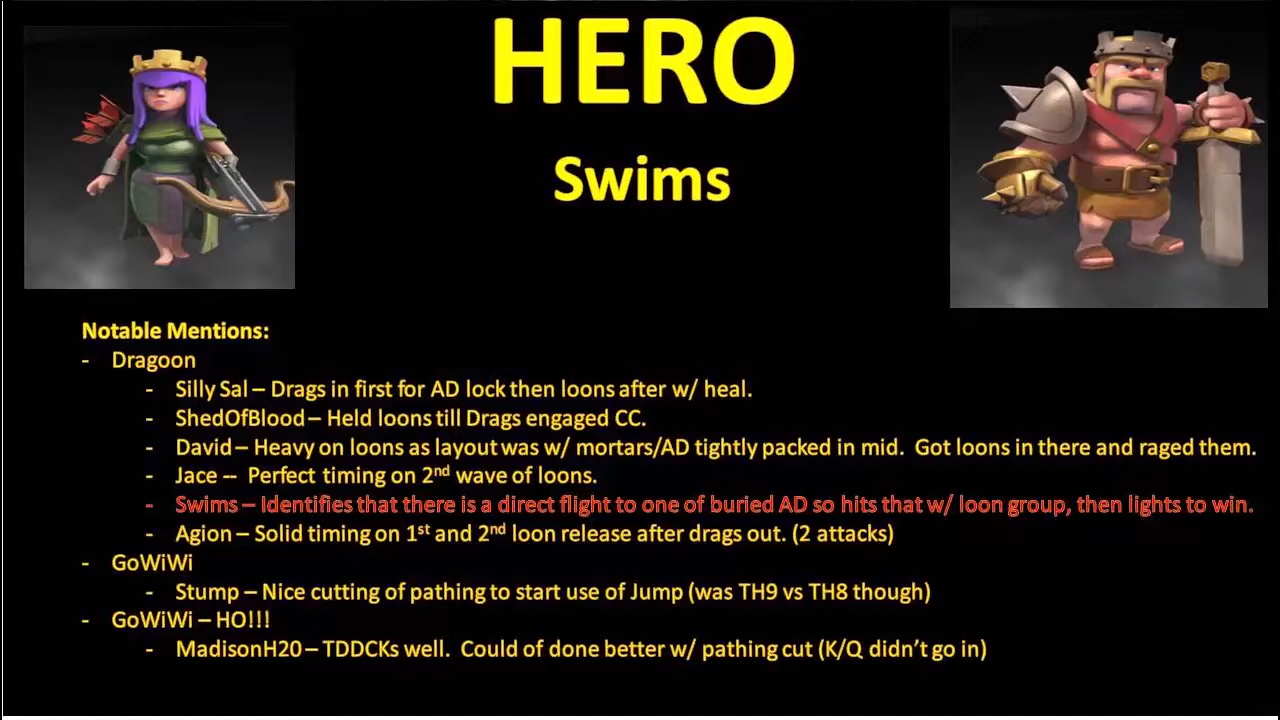 HERO
Swims
Notable Mentions:
- Dragoon
- Silly Sal – Drags in first for AD lock then loons after w/ heal.
- ShedOfBlood – Held loons till Drags engaged CC.
- David – Heavy on loons as layout was w/ mortars/AD tightly packed in mid.  Got loons in there and raged them.
- Jace -- Perfect timing on 2nd wave of loons.
- Swims – Identifies that there is a direct flight to one of buried AD so hits that w/ loon group, then lights to win.
- Agion – Solid timing on 1st and 2nd loon release after drags out. (2 attacks)
- GoWiWi
- Stump – Nice cutting of pathing to start use of Jump (was TH9 vs TH8 though)
- GoWiWi – HO!!!
- MadisonH20 – TDDCKs well.  Could of done better w/ pathing cut (K/Q didn't go in)